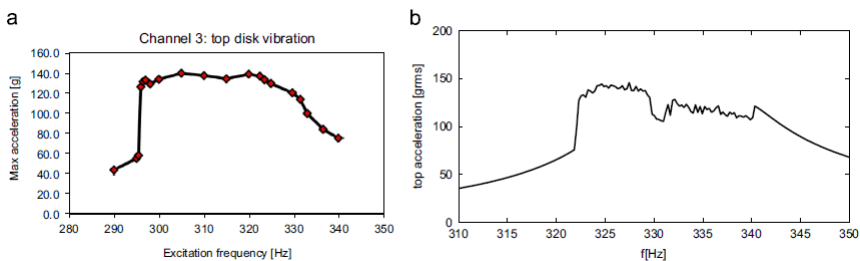 a
Channel 3: top disk vibration
Max acceleration [g]
160.0
140.0
120.0
100.0
80.0
60.0
40.0
20.0
0.0
280 290 300 310 320 330 340 350
Excitation frequency [Hz]
b
top acceleration [grms]
200
150
100
50
0
310 315 320 325 330 335 340 345 350
f[Hz]